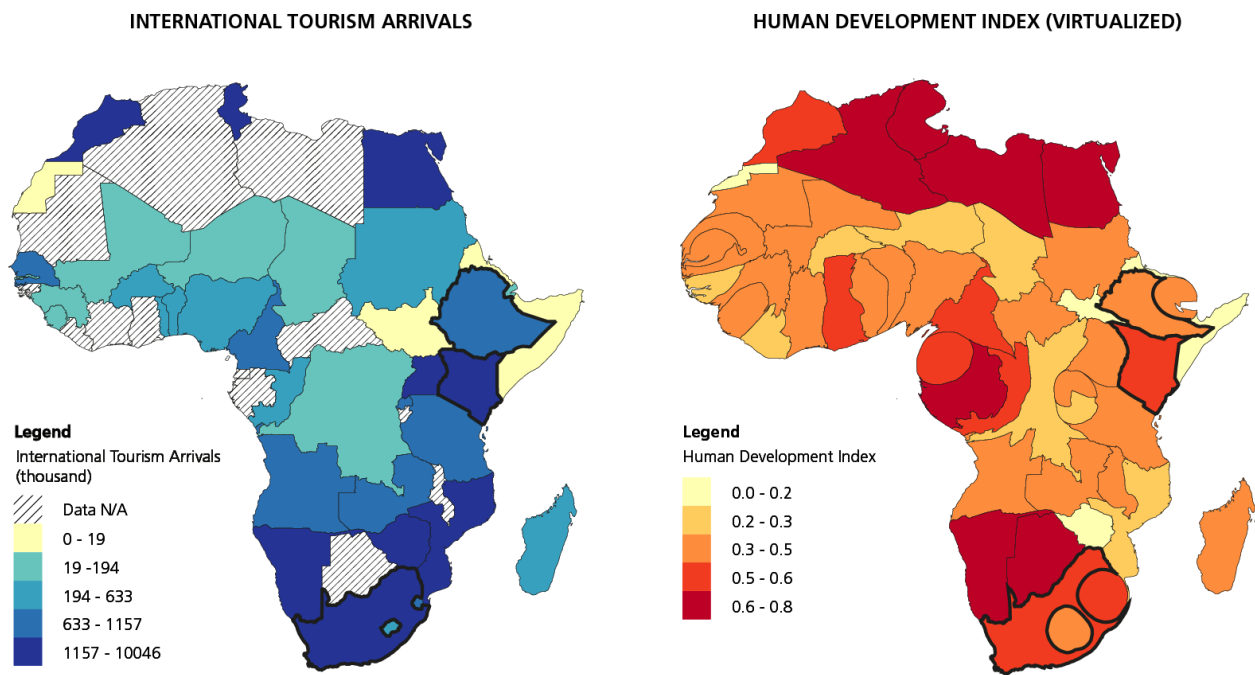 INTERNATIONAL TOURISM ARRIVALS
Legend
International Tourism Arrivals
(thousand)
Data N/A
0 - 19
19 -194
194 - 633
633 - 1157
1157 - 10046
HUMAN DEVELOPMENT INDEX (VIRTUALIZED)
Legend
Human Development Index
0.0 - 0.2
0.2 - 0.3
0.3 - 0.5
0.5 - 0.6
0.6 - 0.8